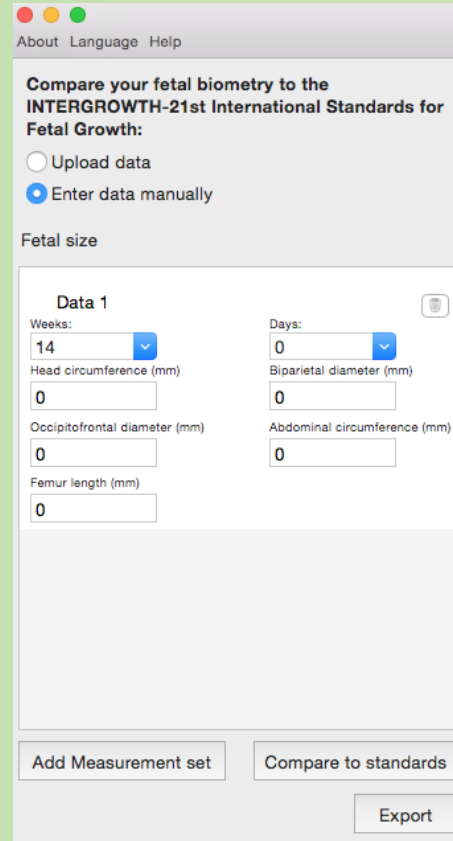 About Language Help
Compare your fetal biometry to the
INTERGROWTH-21st International Standards for
Fetal Growth:
Upload data
Enter data manually
Fetal size
Data 1
Weeks: Days:
14 0
Head circumference (mm) Biparietal diameter (mm)
0 0
Occipitofrontal diameter (mm) Abdominal circumference (mm)
0 0
Femur length (mm)
0
Add Measurement set Compare to standards
Export